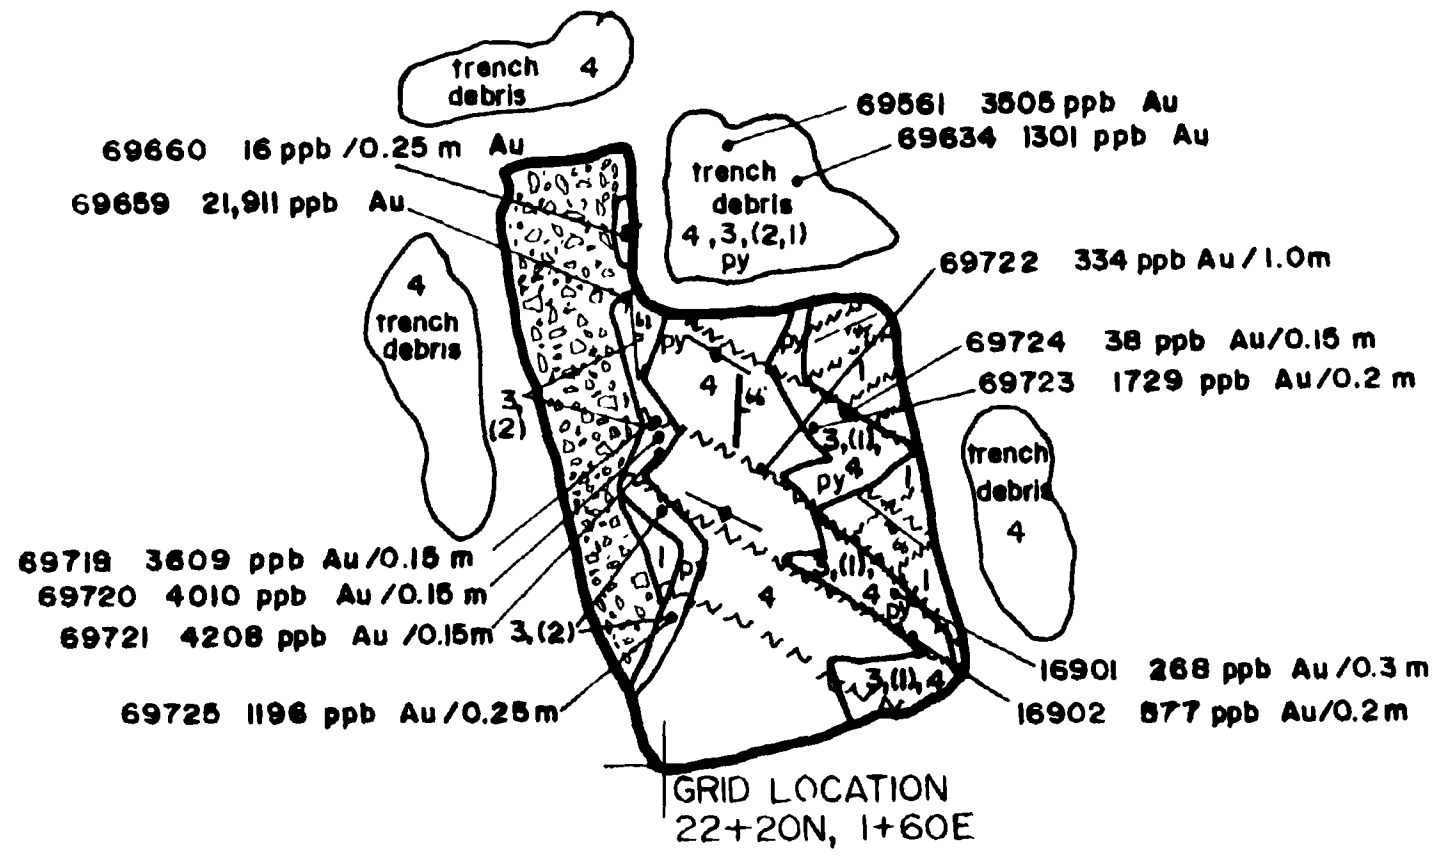 trench 4
debris
69561 3505 ppb Au
69634 1301 ppb Au
69660 16 ppb /0.25 m Au
69659 21,911 ppb Au
trench
debris
4,3,(2,1)
py
69722 334 ppb Au/1.0m
4
trench
debris
69724 38 ppb Au/0.15 m
69723 1729 ppb Au/0.2 m
py
py
4
66
1
3,
(2)
3,(1),
4
py
1
trench
debris
4
69719 3609 ppb Au/0.15 m
69720 4010 ppb Au/0.15 m
69721 4208 ppb Au /0.15m
3,(2)
1
4
3,(1),
4
py
1
3,(1),4
16901 268 ppb Au/0.3 m
16902 577 ppb Au/0.2m
69725 1196 ppb Au/0.25m
GRID LOCATION
22+20N, 1+60E